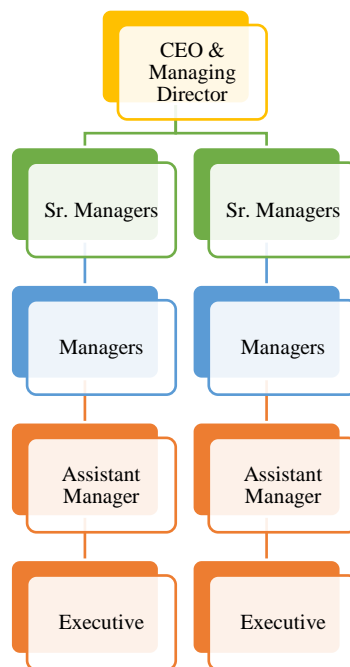 CEO &
Managing
Director
Sr. Managers
Sr. Managers
Managers
Managers
Assistant
Manager
Assistant
Manager
Executive
Executive